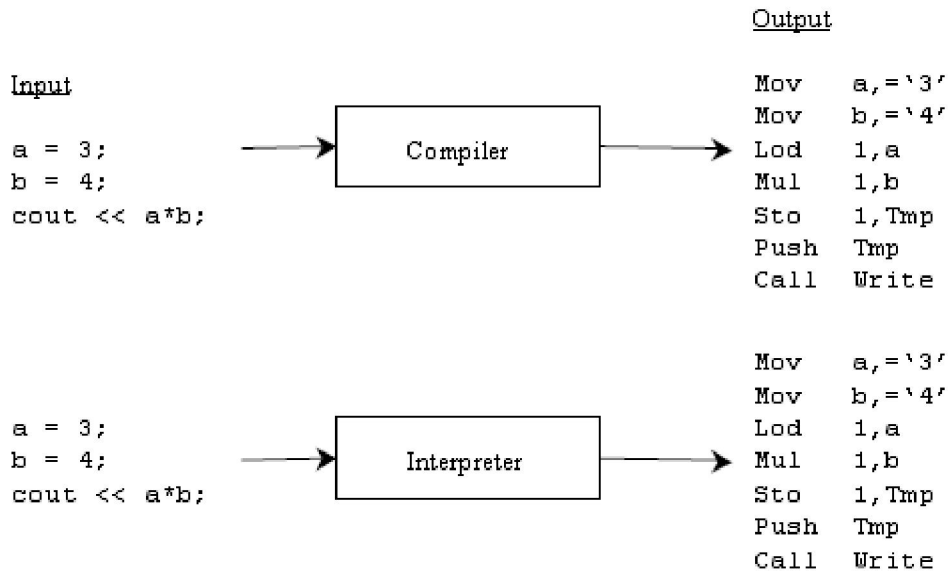 Output
Input
a = 3;
b = 4;
cout << a*b;
Compiler
Mov a,=‘3’
Mov b,=‘4’
Lod 1,a
Mul 1,b
Sto 1,Tmp
Push Tmp
Call Write
a = 3;
b = 4;
cout << a*b;
Interpreter
Mov a,=‘3’
Mov b,=‘4’
Lod 1,a
Mul 1,b
Sto 1,Tmp
Push Tmp
Call Write